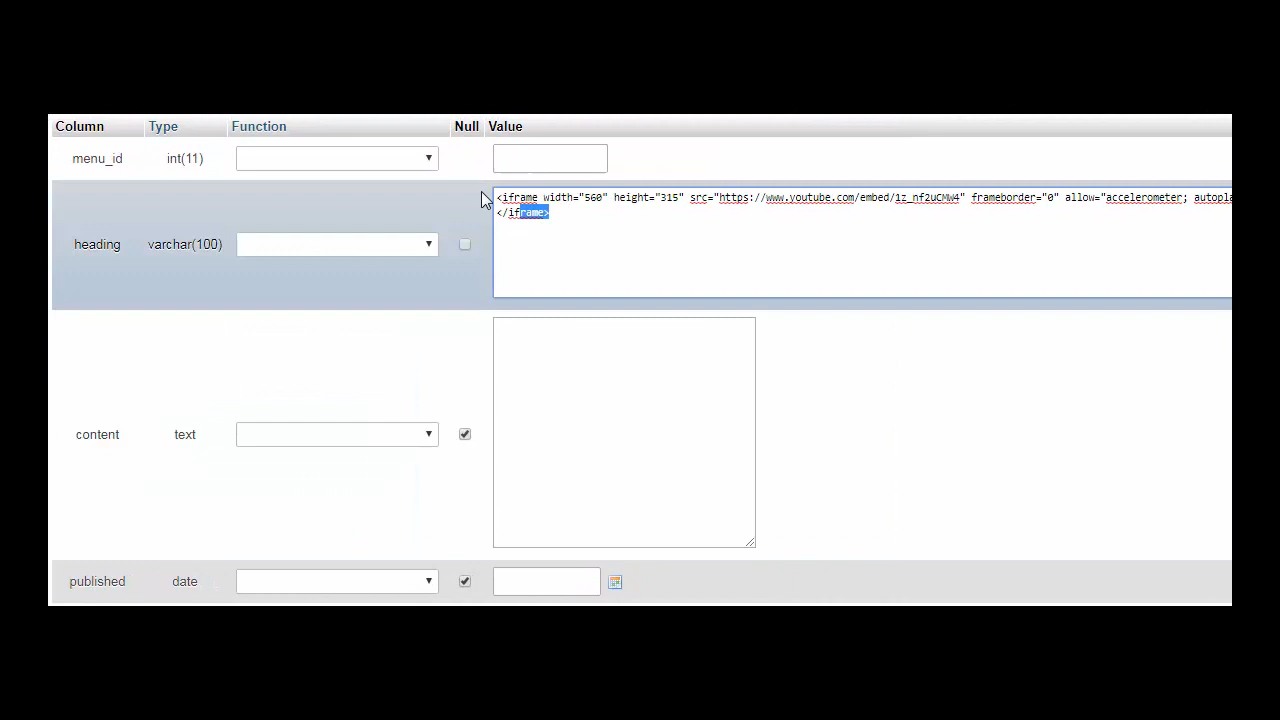 Column Type Function Null Value
menu_id int(11)
<iframe width="560" height="315" src="https://www.youtube.com/embed/1z_nf2uCMW4" frameborder="0" allow="accelerometer; autopla
</iframe>
heading varchar(100)
content text
published date